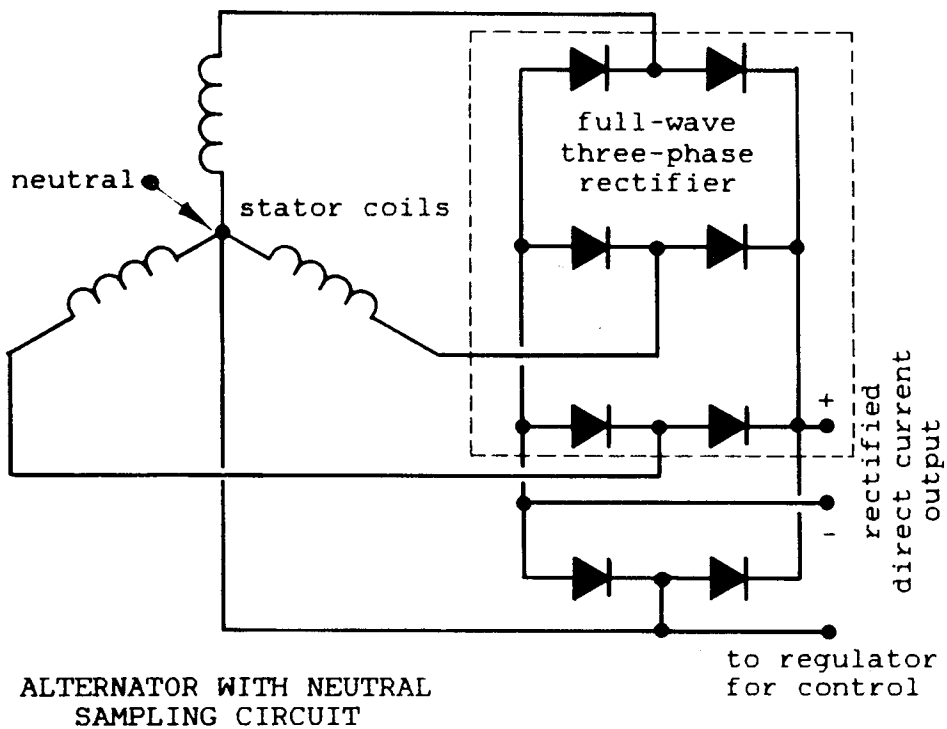 full-wave
three-phase
rectifier
neutral
stator coils
+
rectified
direct current
output
-
to regulator
for control
ALTERNATOR WITH NEUTRAL
SAMPLING CIRCUIT